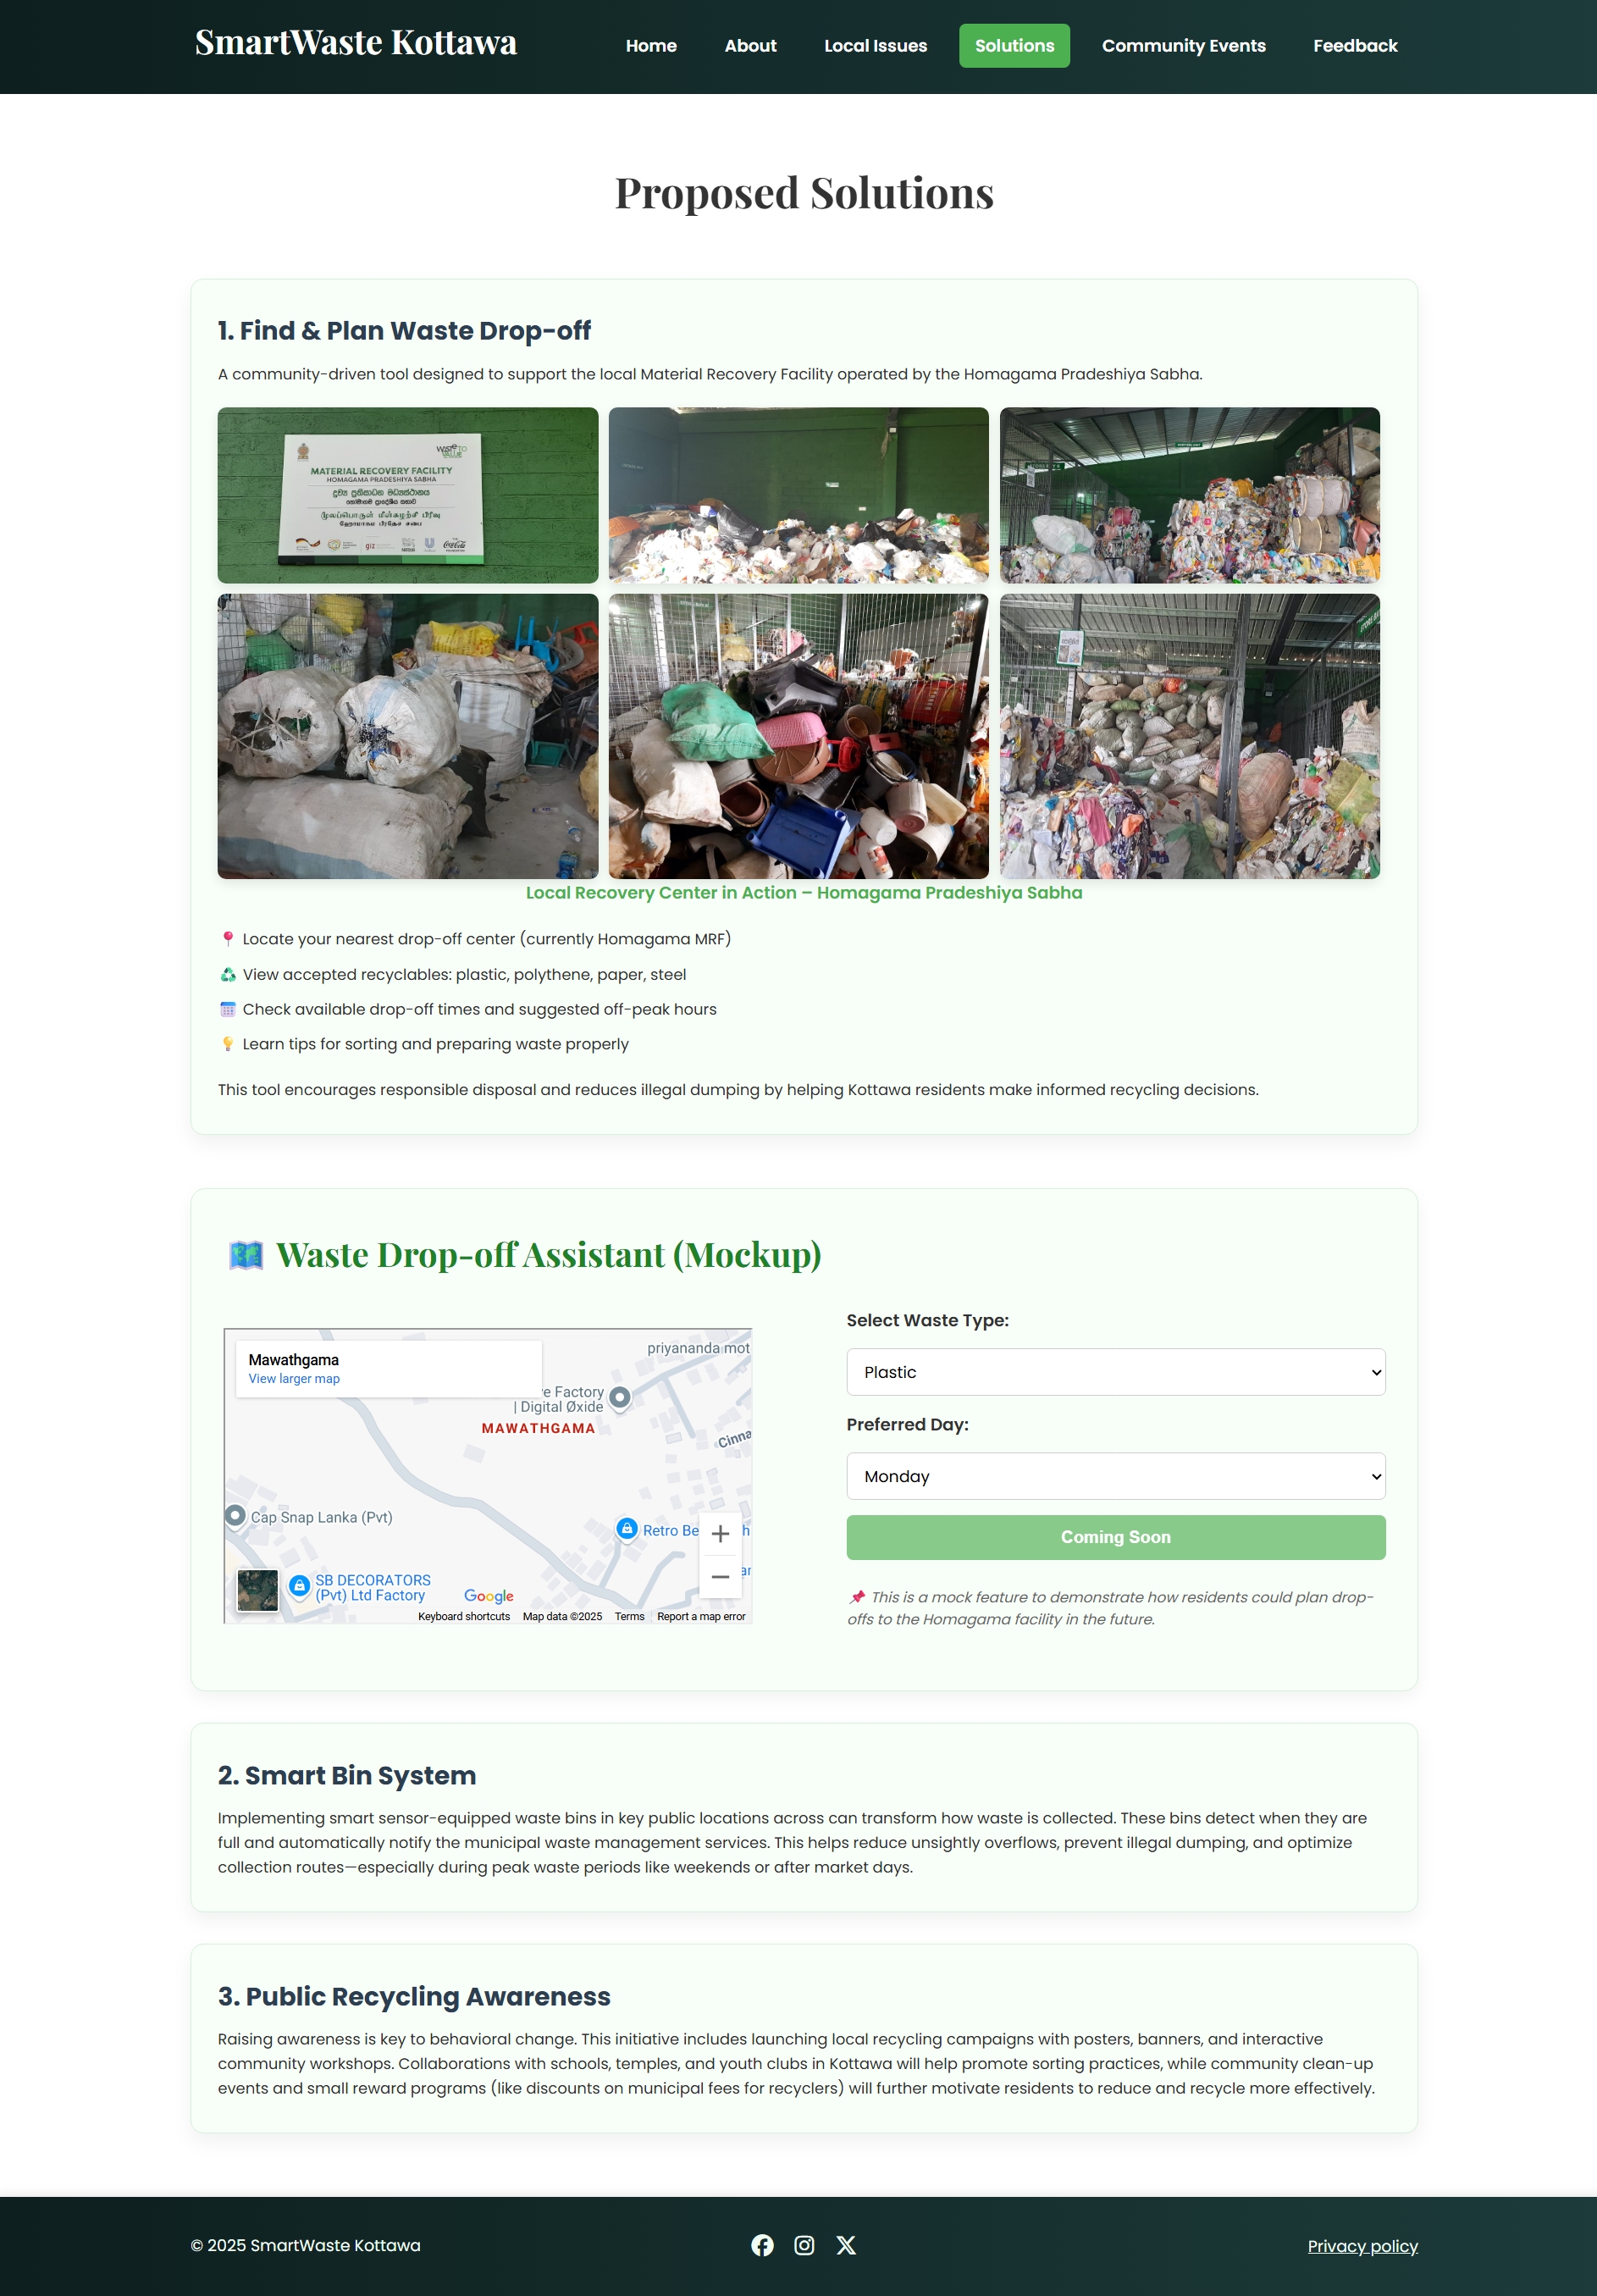 SmartWaste Kottawa
Home
About
Local Issues
Solutions
Community Events
Feedback
Proposed Solutions
1. Find & Plan Waste Drop-off
A community-driven tool designed to support the local Material Recovery Facility operated by the Homagama Pradeshiya Sabha.
MATERIAL RECOVERY FACILITY
HOMAGAMA PRADESHIYA SABHA
giz
Coca-Cola
Local Recovery Center in Action – Homagama Pradeshiya Sabha
📍 Locate your nearest drop-off center (currently Homagama MRF)
♻️ View accepted recyclables: plastic, polythene, paper, steel
🗓️ Check available drop-off times and suggested off-peak hours
💡 Learn tips for sorting and preparing waste properly
This tool encourages responsible disposal and reduces illegal dumping by helping Kottawa residents make informed recycling decisions.
🗺️ Waste Drop-off Assistant (Mockup)
Mawathgama
View larger map
priyananda mot
ve Factory
| Digital Øxide
MAWATHGAMA
Cinna
Cap Snap Lanka (Pvt)
Retro Be
SB DECORATORS
(Pvt) Ltd Factory
Google
Keyboard shortcuts
Map data ©2025
Terms
Report a map error
Select Waste Type:
Plastic
Preferred Day:
Monday
Coming Soon
📌 This is a mock feature to demonstrate how residents could plan drop-
offs to the Homagama facility in the future.
2. Smart Bin System
Implementing smart sensor-equipped waste bins in key public locations across can transform how waste is collected. These bins detect when they are
full and automatically notify the municipal waste management services. This helps reduce unsightly overflows, prevent illegal dumping, and optimize
collection routes—especially during peak waste periods like weekends or after market days.
3. Public Recycling Awareness
Raising awareness is key to behavioral change. This initiative includes launching local recycling campaigns with posters, banners, and interactive
community workshops. Collaborations with schools, temples, and youth clubs in Kottawa will help promote sorting practices, while community clean-up
events and small reward programs (like discounts on municipal fees for recyclers) will further motivate residents to reduce and recycle more effectively.
© 2025 SmartWaste Kottawa
Privacy policy